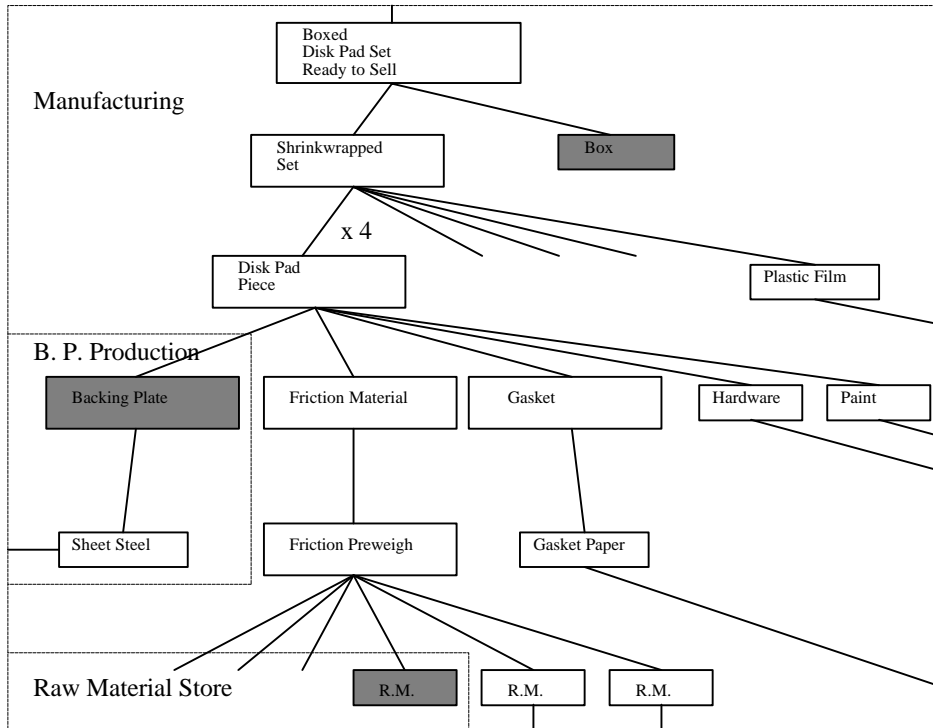 Boxed
Disk Pad Set
Ready to Sell
Manufacturing
Shrinkwrapped
Set
Box
x 4
Disk Pad
Piece
Plastic Film
B. P. Production
Backing Plate
Friction Material
Gasket
Hardware
Paint
Sheet Steel
Friction Preweigh
Gasket Paper
Raw Material Store
R.M.
R.M.
R.M.